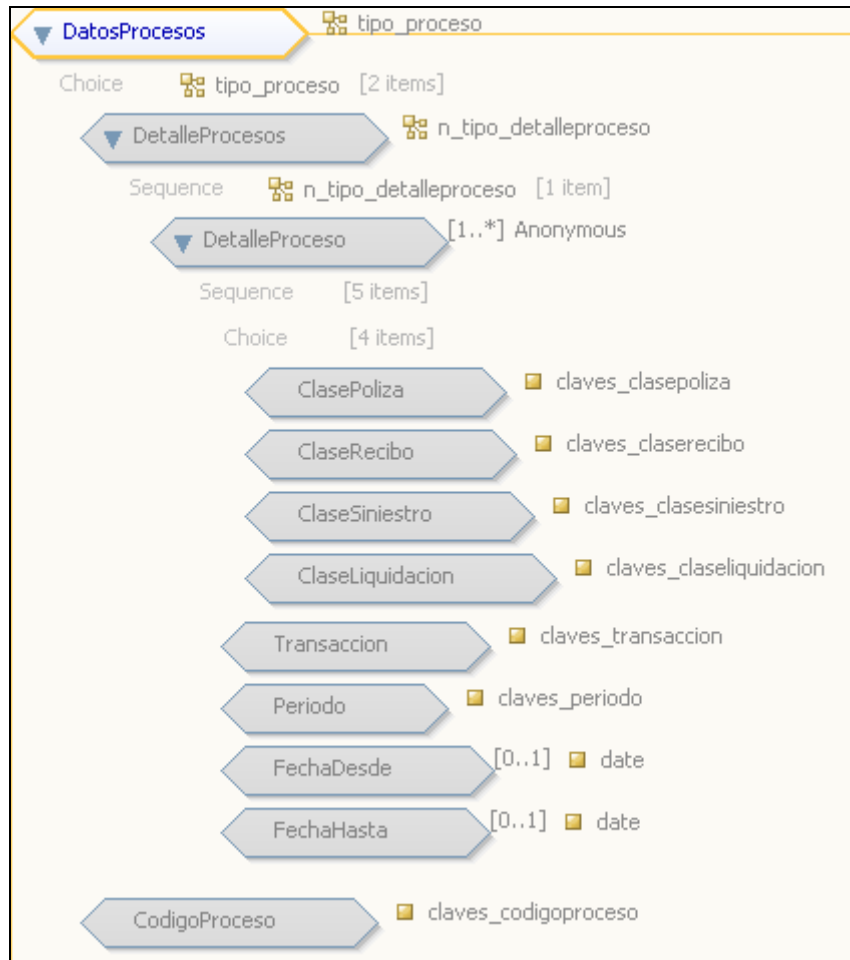 DatosProcesos tipo_proceso
Choice tipo_proceso [2 items]
DetalleProcesos n_tipo_detalleproceso
Sequence n_tipo_detalleproceso [1 item]
DetalleProceso [1..*] Anonymous
Sequence [5 items]
Choice [4 items]
ClasePoliza claves_clasepoliza
ClaseRecibo claves_claserecibo
ClaseSiniestro claves_clasesiniestro
ClaseLiquidacion claves_claseliquidacion
Transaccion claves_transaccion
Periodo claves_periodo
FechaDesde [0..1] date
FechaHasta [0..1] date
CodigoProceso claves_codigoproceso